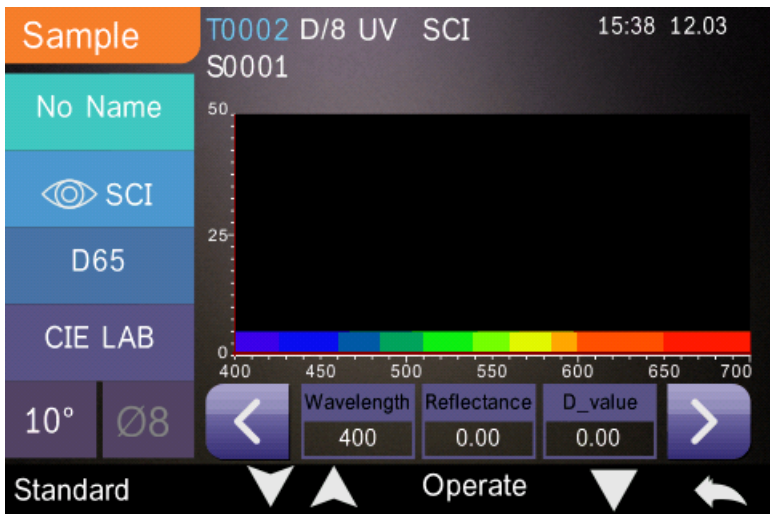 Sample
T0002 D/8 UV SCI 15:38 12.03
S0001
No Name
SCI
D65
CIE LAB
10° Ø8
50
25
0
400 450 500 550 600 650 700
Wavelength Reflectance D_value
400 0.00 0.00
Standard Operate